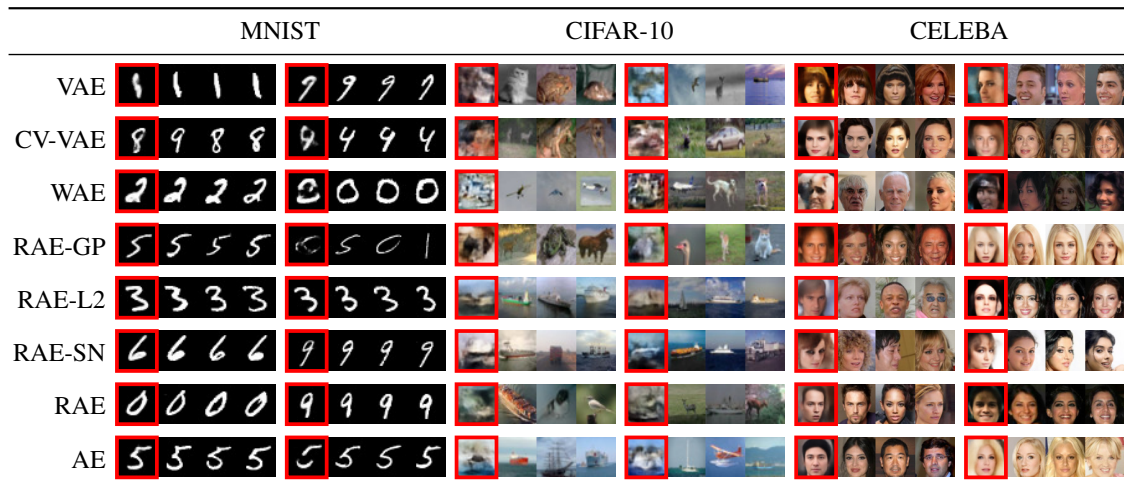 MNIST CIFAR-10 CELEBA
VAE
CV-VAE
WAE
RAE-GP
RAE-L2
RAE-SN
RAE
AE